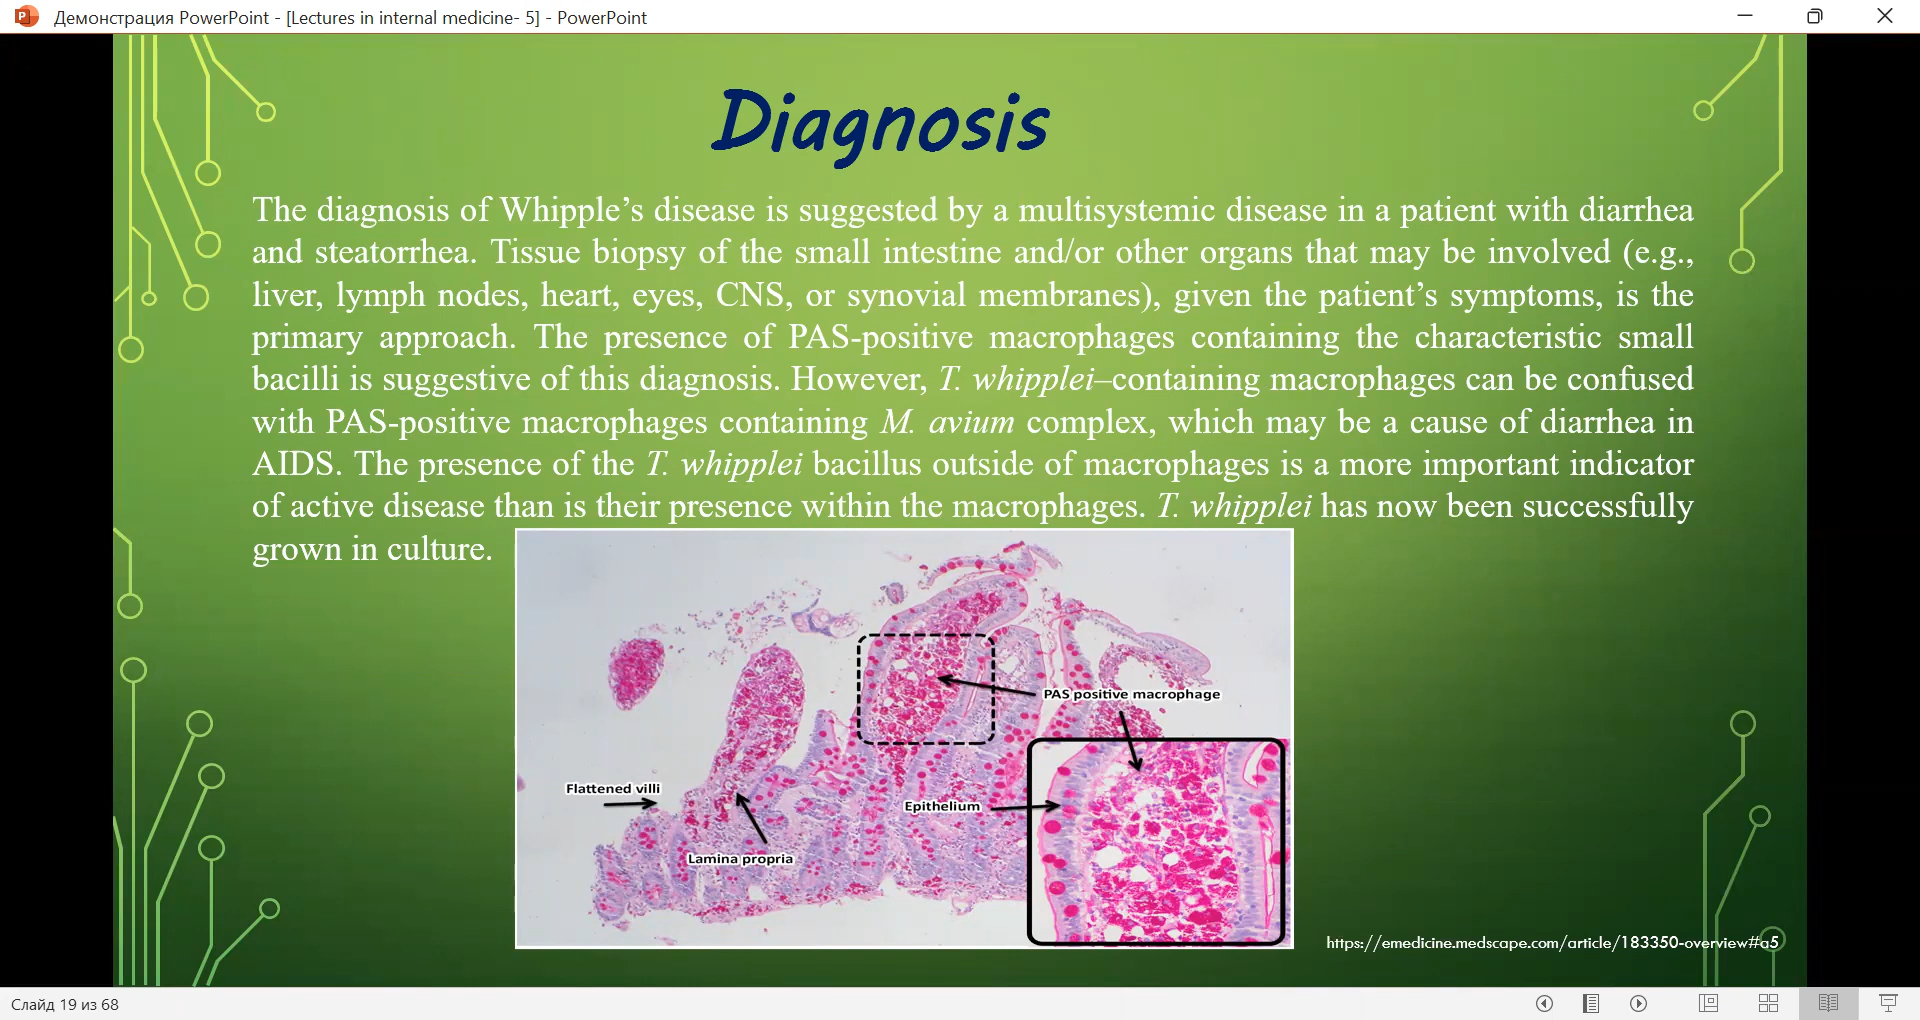 Демонстрация PowerPoint - [Lectures in internal medicine- 5] - PowerPoint
Diagnosis
The diagnosis of Whipple’s disease is suggested by a multisystemic disease in a patient with diarrhea
and steatorrhea. Tissue biopsy of the small intestine and/or other organs that may be involved (e.g.,
liver, lymph nodes, heart, eyes, CNS, or synovial membranes), given the patient’s symptoms, is the
primary approach. The presence of PAS-positive macrophages containing the characteristic small
bacilli is suggestive of this diagnosis. However, T. whipplei–containing macrophages can be confused
with PAS-positive macrophages containing M. avium complex, which may be a cause of diarrhea in
AIDS. The presence of the T. whipplei bacillus outside of macrophages is a more important indicator
of active disease than is their presence within the macrophages. T. whipplei has now been successfully
grown in culture.
PAS positive macrophage
Flattened villi
Epithelium
Lamina propria
https://emedicine.medscape.com/article/183350-overview#a5
Слайд 19 из 68